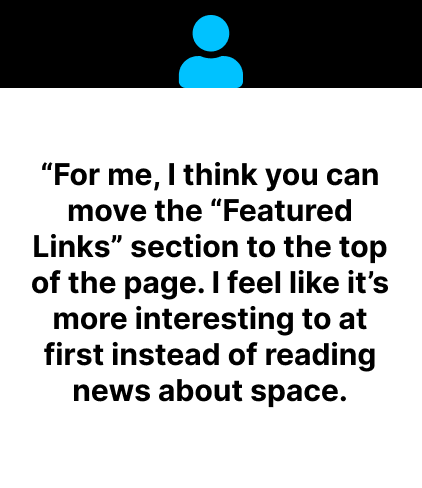 “For me, I think you can
move the “Featured
Links” section to the top
of the page. I feel like it’s
more interesting to at
first instead of reading
news about space.